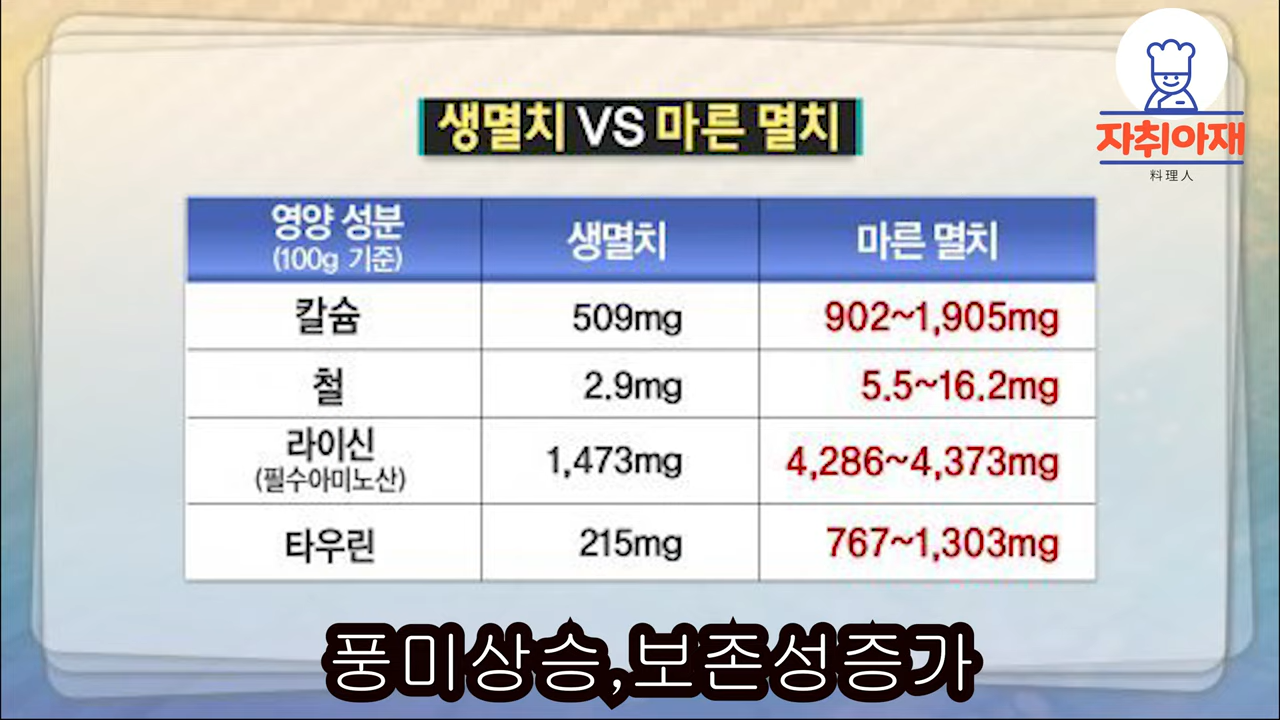 자취아재
料理人
생멸치 VS 마른 멸치
영양 성분 생멸치 마른 멸치
(100g 기준)
칼슘 509mg 902~1,905mg
철 2.9mg 5.5~16.2mg
라이신 1,473mg 4,286~4,373mg
(필수아미노산)
타우린 215mg 767~1,303mg
풍미상승,보존성증가